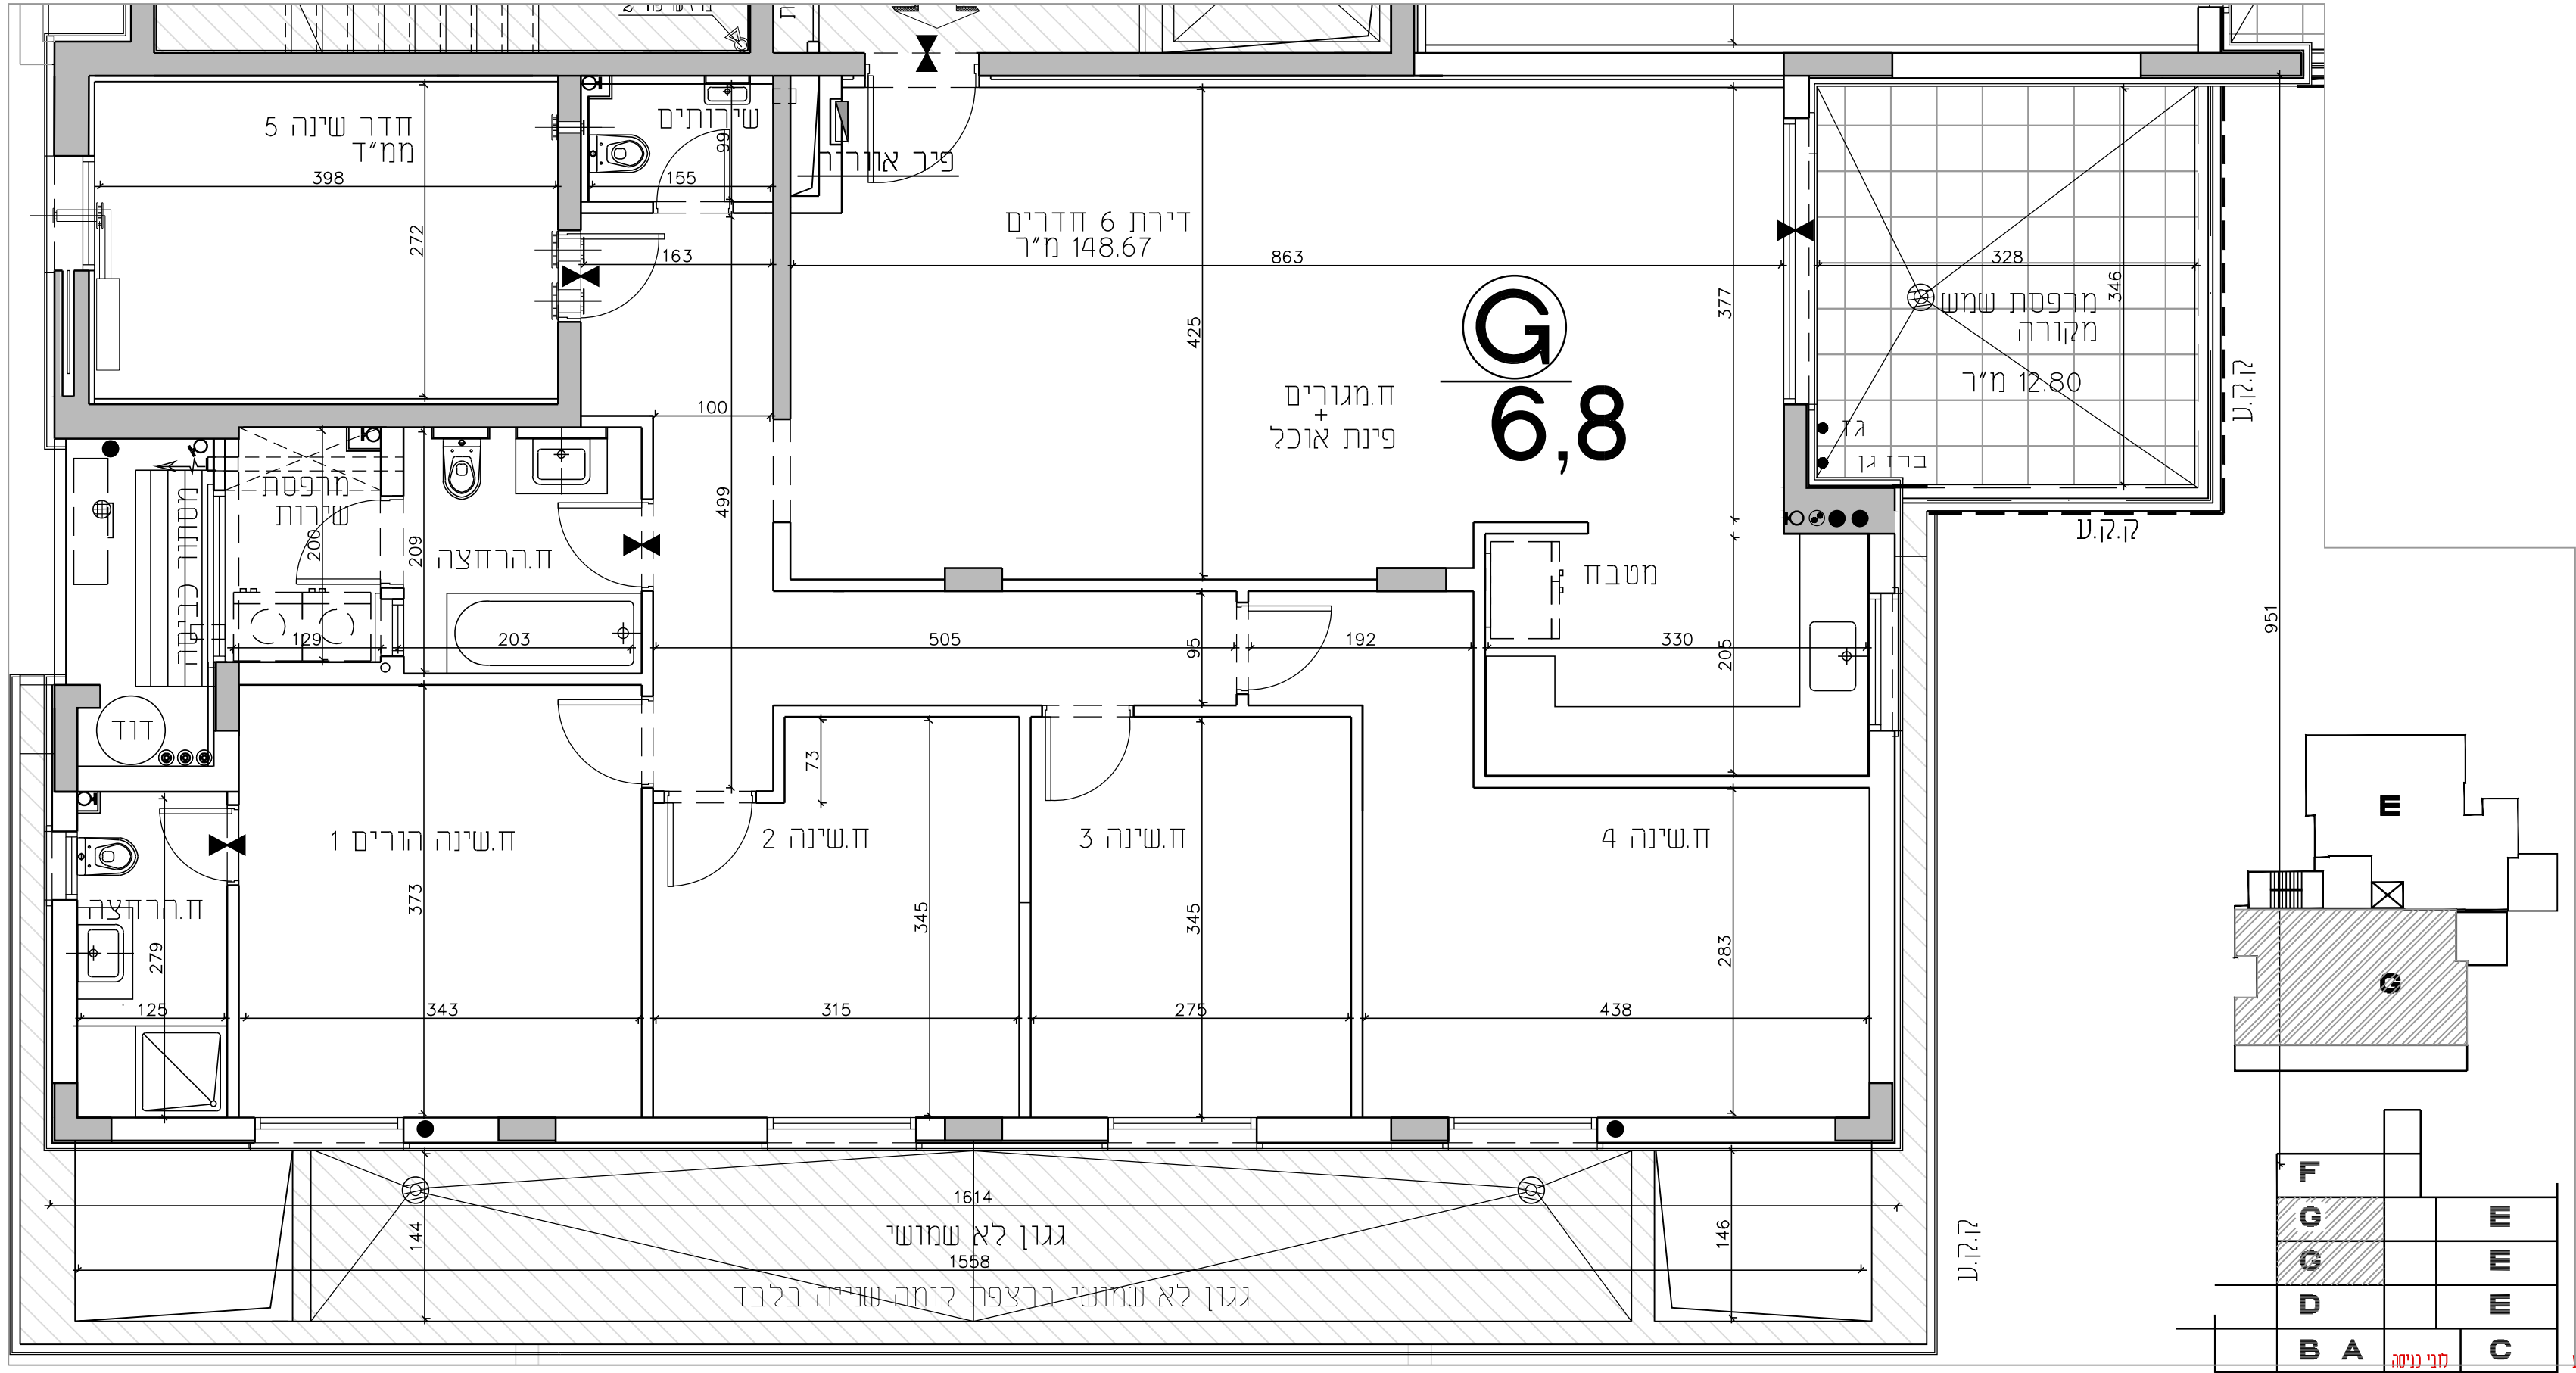 חדר שינה 5
ממ"ד
398
272
שירותים
99
155
163
פיר אוורור
דירת 6 חדרים
148.67 מ"ר
863
425
377
G
6,8
ח.מגורים
+
פינת אוכל
328
346
מרפסת שמש
מקורה
12.80 מ"ר
גז
ברז גן
ק.ק.ע
ק.ק.ע
951
100
499
מסתור כביסה
מרפסת
שירות
200
209
ח.הרחצה
129
203
505
95
192
מטבח
330
205
דוד
73
ח.שינה הורים 1
ח.שינה 2
ח.שינה 3
ח.שינה 4
373
345
345
283
ח.הרחצה
279
125
343
315
275
438
1614
144
גגון לא שמושי
1558
146
גגון לא שמושי ברצפת קומה שנייה בלבד
ק.ק.ע
E
G
F
G E
G E
D E
B A לובי כניסה C